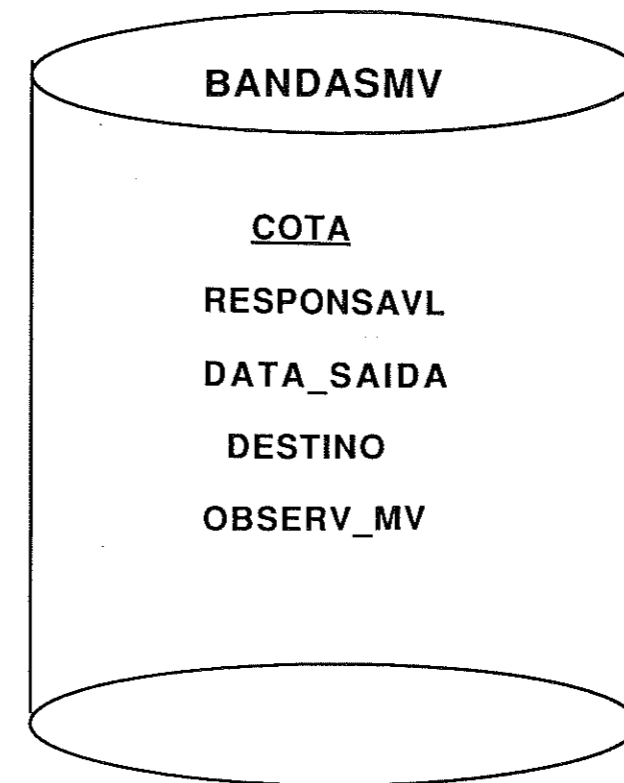 BANDASMV
COTA
RESPONSAVL
DATA_SAIDA
DESTINO
OBSERV_MV